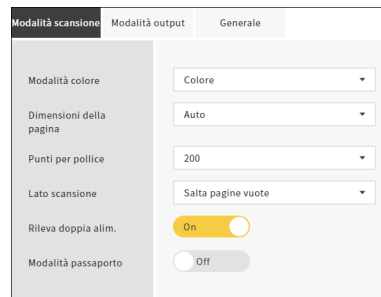 Modalità scansione Modalità output Generale
Modalità colore Colore
Dimensioni della Auto
pagina
Punti per pollice 200
Lato scansione Salta pagine vuote
Rileva doppia alim. On
Modalità passaporto Off